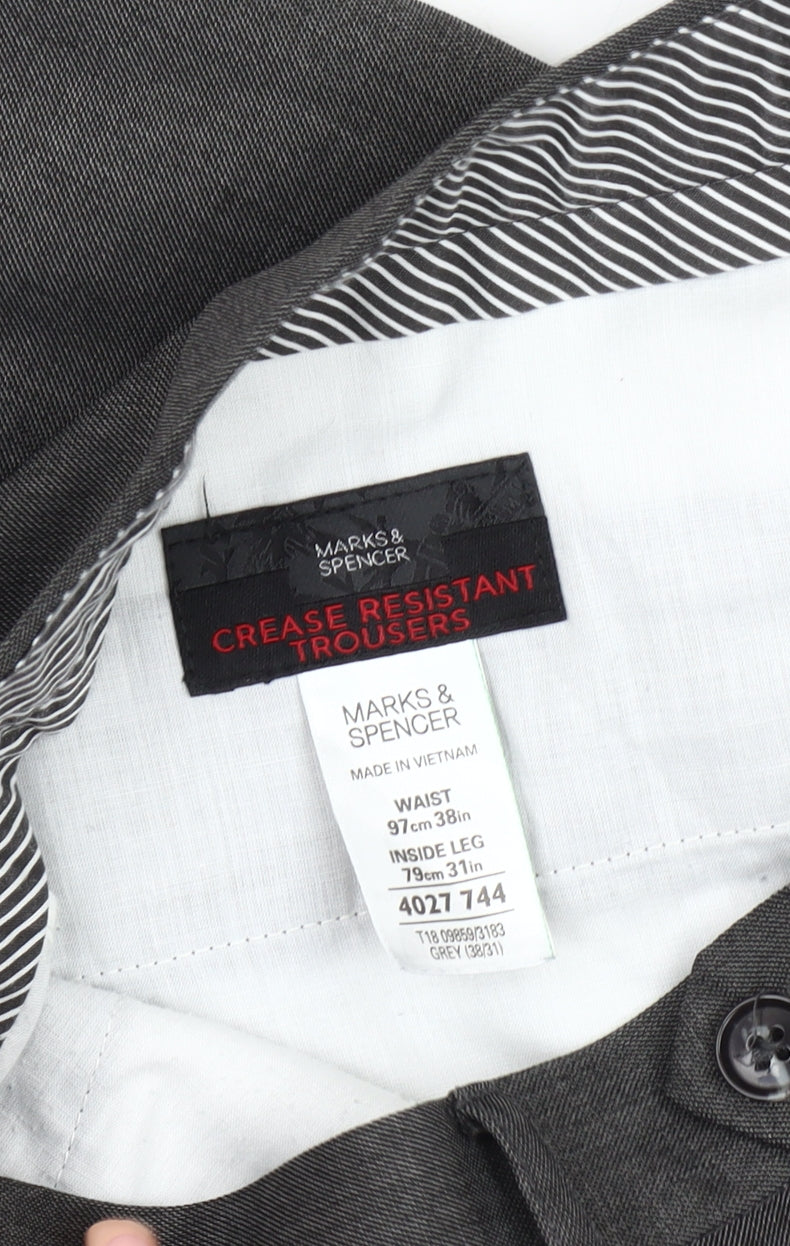 MARKS &
SPENCER
CREASE RESISTANT
TROUSERS
MARKS &
SPENCER
MADE IN VIETNAM
WAIST
97cm 38in
INSIDE LEG
79cm 31in
4027 744
T18 09859/3183
GREY (38/31)